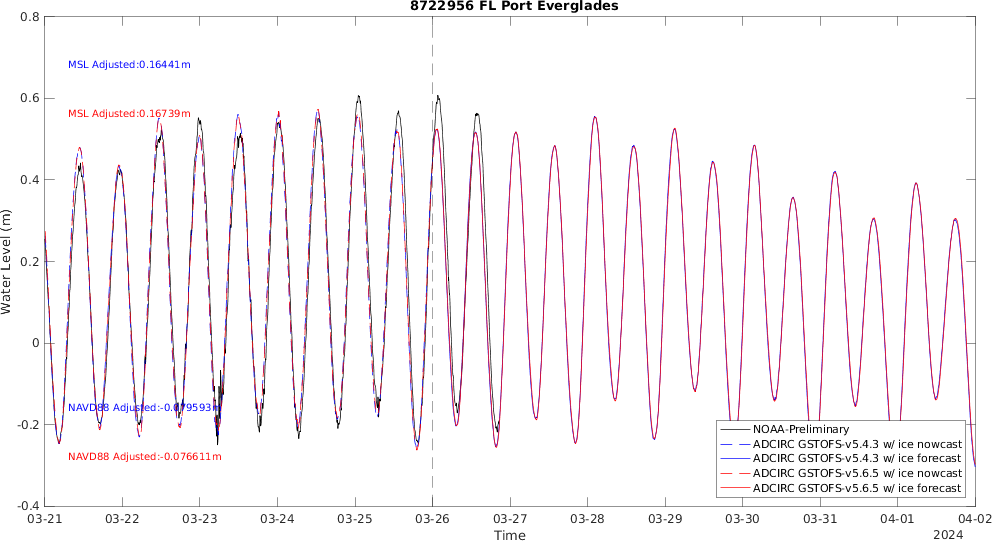 8722956 FL Port Everglades
0.8
0.6
0.4
0.2
0
-0.2
-0.4
Water Level (m)
MSL Adjusted:0.16441
MSL Adjusted:0.16739
NAVD88 Adjusted:-0.079593
NAVD88 Adjusted:-0.076611
NOAA-Preliminary
ADCIRC GSTOFS-v5.4.3 w/ ice nowcast
ADCIRC GSTOFS-v5.4.3 w/ ice forecast
ADCIRC GSTOFS-v5.6.5 w/ ice nowcast
ADCIRC GSTOFS-v5.6.5 w/ ice forecast
03-21 03-22 03-23 03-24 03-25 03-26 03-27 03-28 03-29 03-30 03-31 04-01 04-02
Time
2024